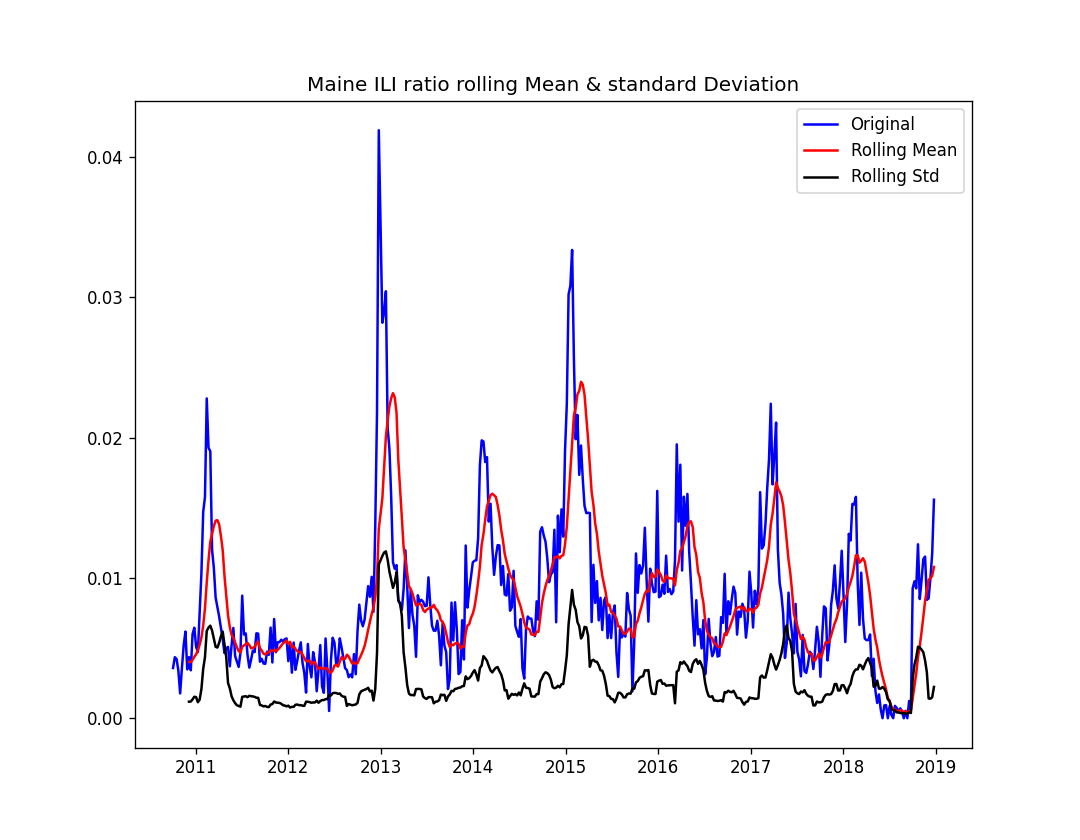 Maine ILI ratio rolling Mean & standard Deviation
Original
Rolling Mean
Rolling Std
0.04
0.03
0.02
0.01
0.00
2011 2012 2013 2014 2015 2016 2017 2018 2019